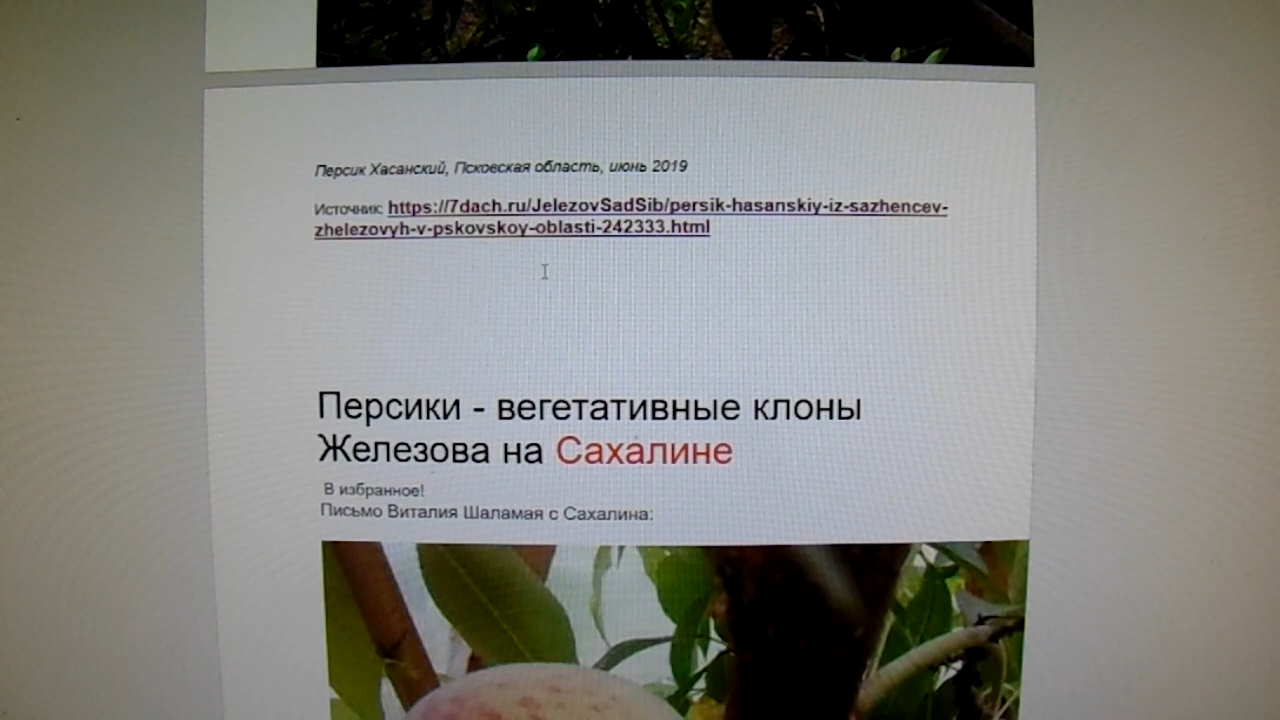 Персик Хасанский, Псковская область, июнь 2019
Источник: https://7dach.ru/JelezovSadSib/persik-hasanskiy-iz-sazhencev-
zhelezovyh-v-pskovskoy-oblasti-242333.html
Персики - вегетативные клоны
Железова на Сахалине
В избранное!
Письмо Виталия Шаламая с Сахалина: